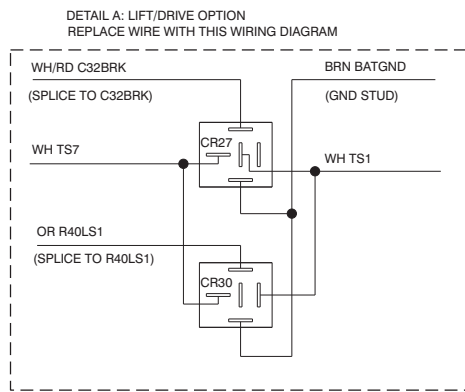 DETAIL A: LIFT/DRIVE OPTION
REPLACE WIRE WITH THIS WIRING DIAGRAM
WH/RD C32BRK
BRN BATGND
(SPLICE TO C32BRK)
(GND STUD)
CR27
WH TS7
WH TS1
OR R40LS1
(SPLICE TO R40LS1)
CR30